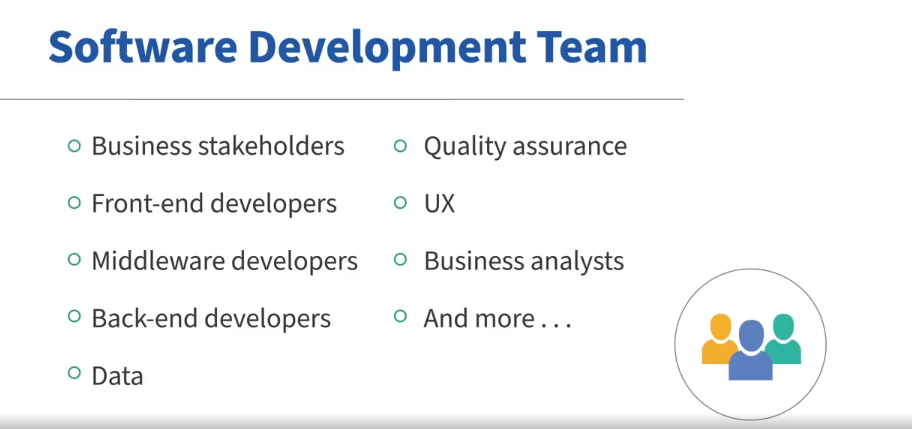 Software Development Team
Business stakeholders
Front-end developers
Middleware developers
Back-end developers
Data
Quality assurance
UX
Business analysts
And more . . .